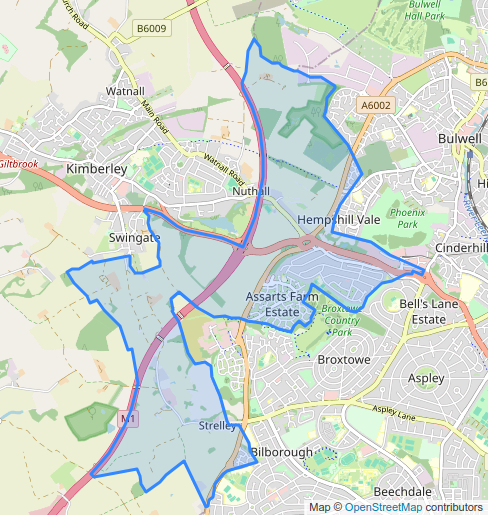 Church Road
B6009
Bulwell
Hall Park
Watnall
A6002
B6
Main Road
Bulwell
Watnall Road
Giltbrook
Kimberley
Hi
Nuthall
Hempshill Vale
Phoenix
Park
Swingate
Cinderhill
Assarts Farm
Estate
Broxtowe
Country
Park
Bell's Lane
Estate
Broxtowe
Aspley
M1
Aspley Lane
Strelley
Bilborough
Beechdale
Map © OpenStreetMap contributors